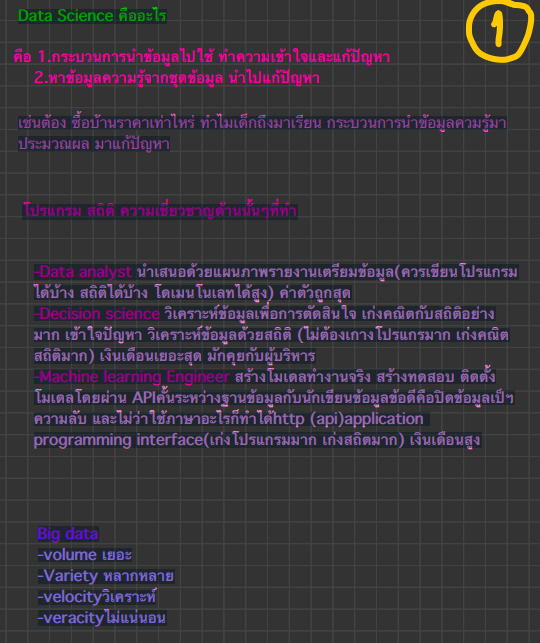 Data Science คืออะไร
1
คือ 1.กระบวนการนำข้อมูลไปใช้ ทำความเข้าใจและแก้ปัญหา
2.หาข้อมูลความรู้จากชุดข้อมูล นำไปแก้ปัญหา
เช่นต้อง ซื้อบ้านราคาเท่าไหร่ ทำไมเด็กถึงมาเรียน กระบวนการนำข้อมูลควมรู้มา
ประมวณผล มาแก้ปัญหา
โปรแกรม สถิติ ความเชี่ยวชาญด้านนั้นๆที่ทำ
-Data analyst นำเสนอด้วยแผนภาพรายงานเตรียมข้อมูล(ควรเขียนโปรแกรม
ได้บ้าง สถิติได้บ้าง โดเมนโนเลทได้สูง) ค่าตัวถูกสุด
-Decision science วิเคราะห์ข้อมูลเพื่อการตัดสินใจ เก่งคณิตกับสถิติอย่าง
มาก เข้าใจปัญหา วิเคราะห์ข้อมูลด้วยสถิติ (ไม่ต้องเกางโปรแกรมาก เก่งคณิต
สถิติมาก) เงินเดือนเยอะสุด มักคุยกับผู้บริหาร
-Machine learning Engineer สร้างโมเดลทำงานจริง สร้างทดสอบ ติดตั้ง
โมเดลโดยผ่าน APIคั้นระหว่างฐานข้อมูลกับนักเขียนข้อมูลข้อดีคือปิดข้อมูลเป็ฯ
ความลับ และไม่ว่าใช้ภาษาอะไรก็ทำได้http (api)application
programming interface(เก่งโปรแกรมมาก เก่งสถิตมาก) เงินเดือนสูง
Big data
-volume เยอะ
-Variety หลากหลาย
-velocityวิเคราะห์
-veracityไม่แน่นอน